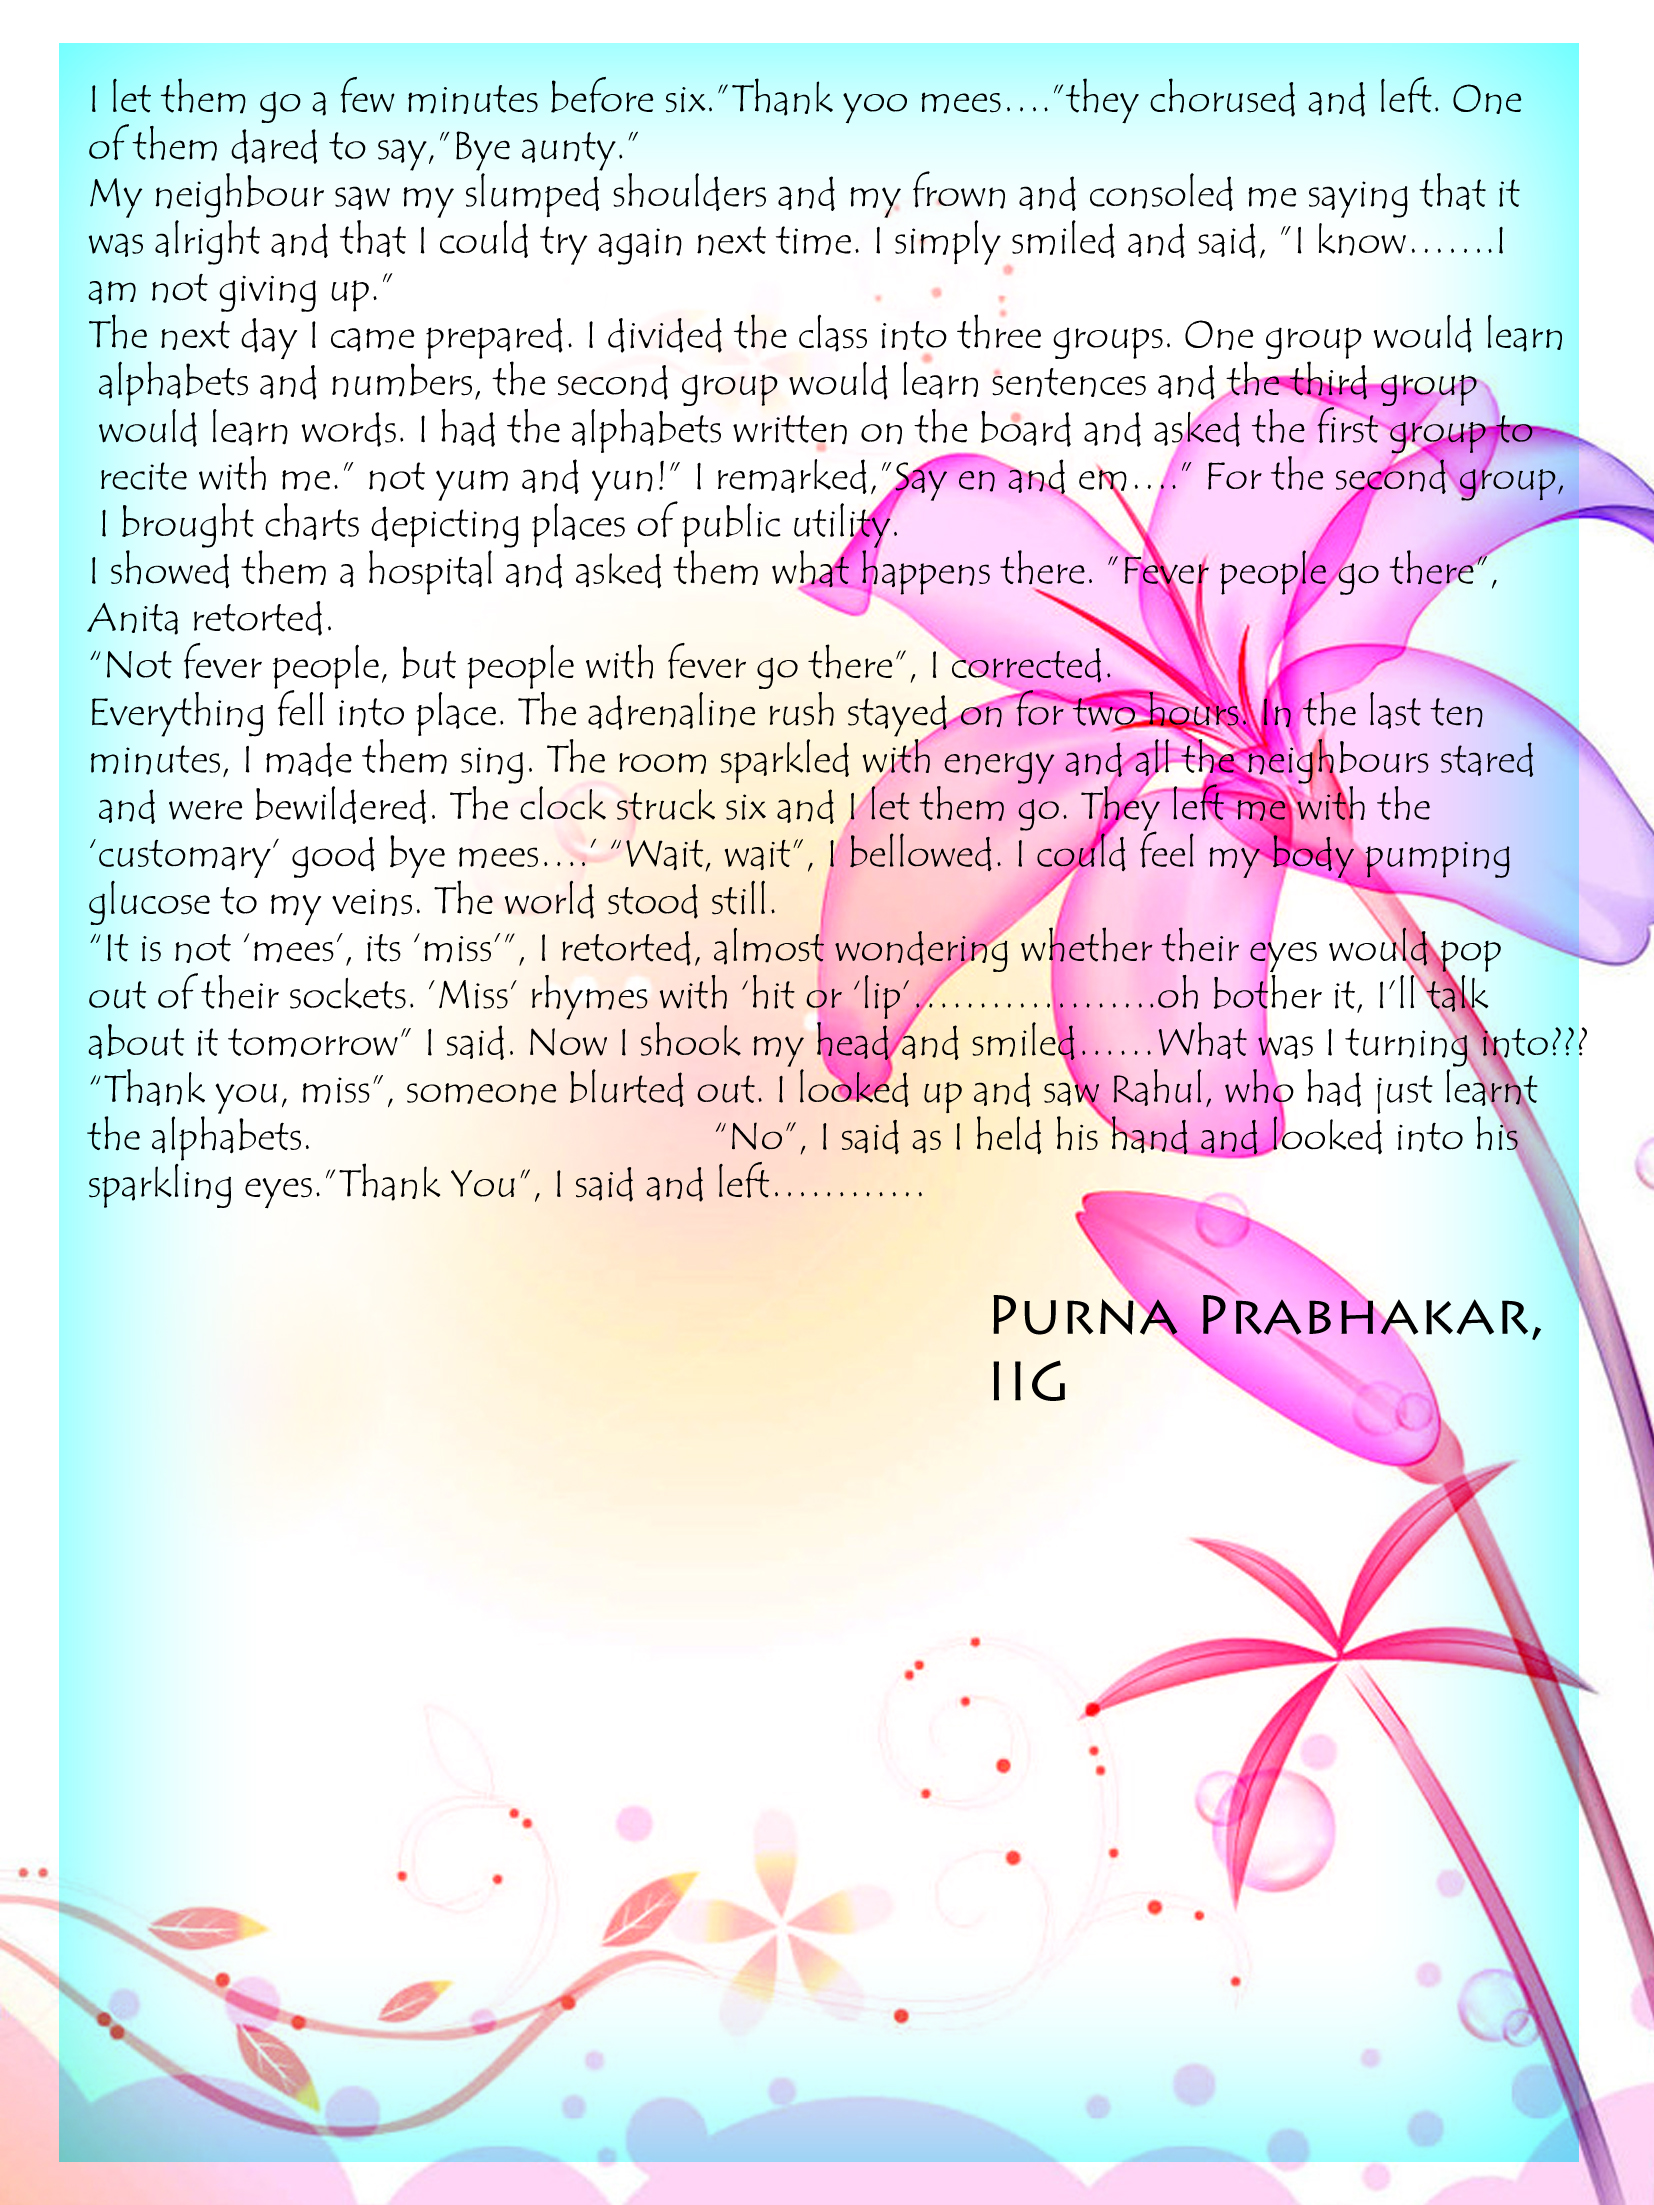 I let them go a few minutes before six.”Thank yoo mees….”they chorused and left. One
of them dared to say,”Bye aunty.”
My neighbour saw my slumped shoulders and my frown and consoled me saying that it
was alright and that I could try again next time. I simply smiled and said, ”I know…….I
am not giving up.”
The next day I came prepared. I divided the class into three groups. One group would learn
alphabets and numbers, the second group would learn sentences and the third group
would learn words. I had the alphabets written on the board and asked the first group to
recite with me.” not yum and yun!” I remarked,”Say en and em….” For the second group,
I brought charts depicting places of public utility.
I showed them a hospital and asked them what happens there. “Fever people go there”,
Anita retorted.
“Not fever people, but people with fever go there”, I corrected.
Everything fell into place. The adrenaline rush stayed on for two hours. In the last ten
minutes, I made them sing. The room sparkled with energy and all the neighbours stared
and were bewildered. The clock struck six and I let them go. They left me with the
‘customary’ good bye mees….’ “Wait, wait”, I bellowed. I could feel my body pumping
glucose to my veins. The world stood still.
“It is not ‘mees’, its ‘miss’”, I retorted, almost wondering whether their eyes would pop
out of their sockets. ‘Miss’ rhymes with ‘hit or ‘lip’……………….oh bother it, I’ll talk
about it tomorrow” I said. Now I shook my head and smiled……What was I turning into???
“Thank you, miss”, someone blurted out. I looked up and saw Rahul, who had just learnt
the alphabets. “No”, I said as I held his hand and looked into his
sparkling eyes.”Thank You”, I said and left…………
Purna Prabhakar,
IIG